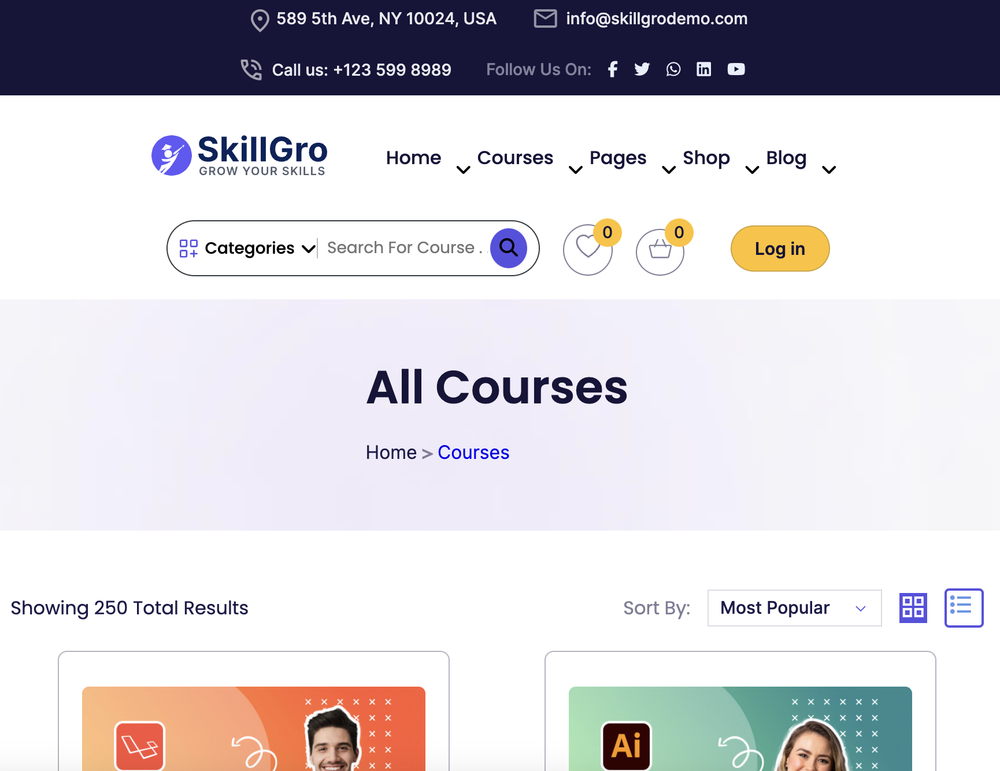 589 5th Ave, NY 10024, USA
info@skillgrodemo.com
Call us: +123 599 8989
Follow Us On:
SkillGro
GROW YOUR SKILLS
Home
Courses
Pages
Shop
Blog
Categories
Search For Course . .
0
0
Log in
All Courses
Home > Courses
Showing 250 Total Results
Sort By:
Most Popular
Ai